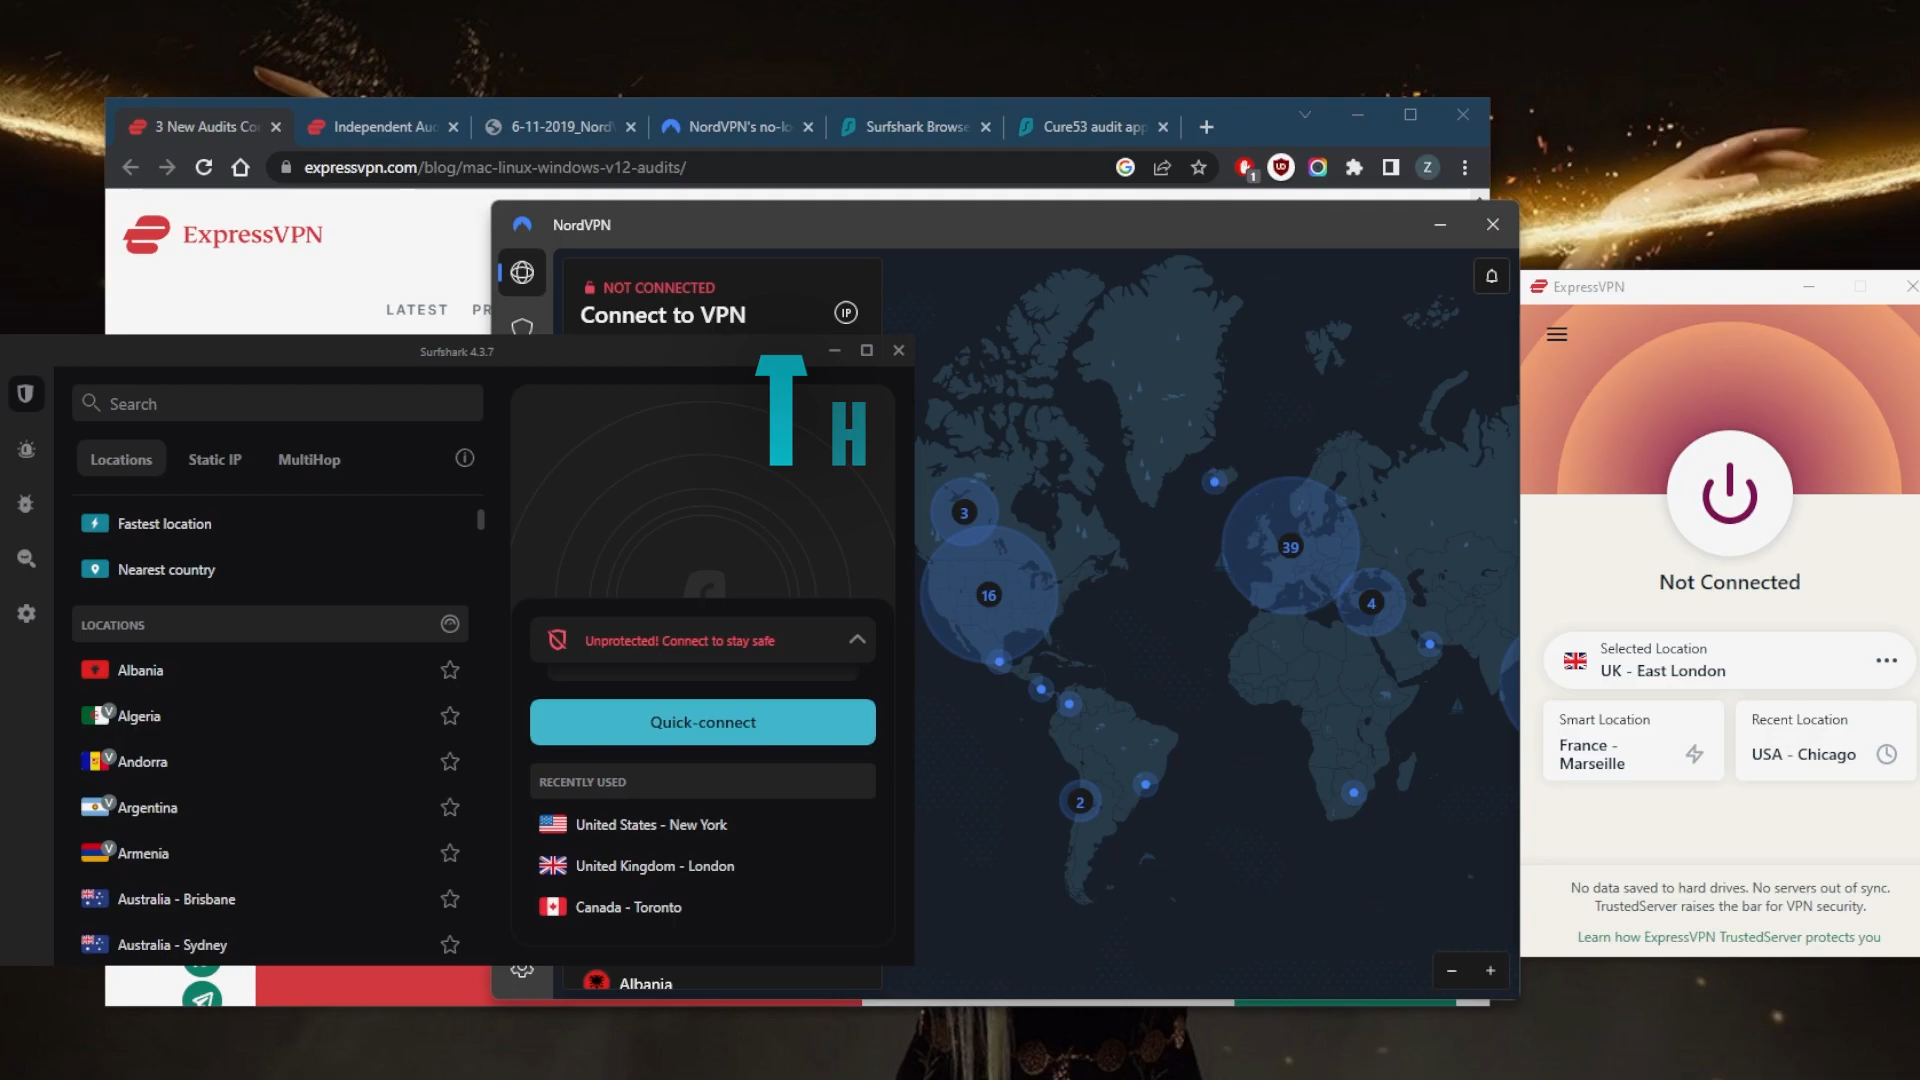 3 New Audits Co
Independent Au
6-11-2019_Nord
NordVPN's no-lo
Surfshark Browse
Cure53 audit app
expressvpn.com/blog/mac-linux-windows-v12-audits/
1
Z
ExpressVPN
LATEST PR
NordVPN
NOT CONNECTED
Connect to VPN
IP
3
16
39
4
2
Albania
Surfshark 4.3.7
TH
Search
Locations
Static IP
MultiHop
Fastest location
Nearest country
LOCATIONS
Albania
V
Algeria
V
Andorra
V
Argentina
V
Armenia
Australia - Brisbane
Australia - Sydney
Unprotected! Connect to stay safe
Quick-connect
RECENTLY USED
United States - New York
United Kingdom - London
Canada - Toronto
ExpressVPN
Not Connected
Selected Location
UK - East London
Smart Location
France -
Marseille
Recent Location
USA - Chicago
No data saved to hard drives. No servers out of sync.
TrustedServer raises the bar for VPN security.
Learn how ExpressVPN TrustedServer protects you